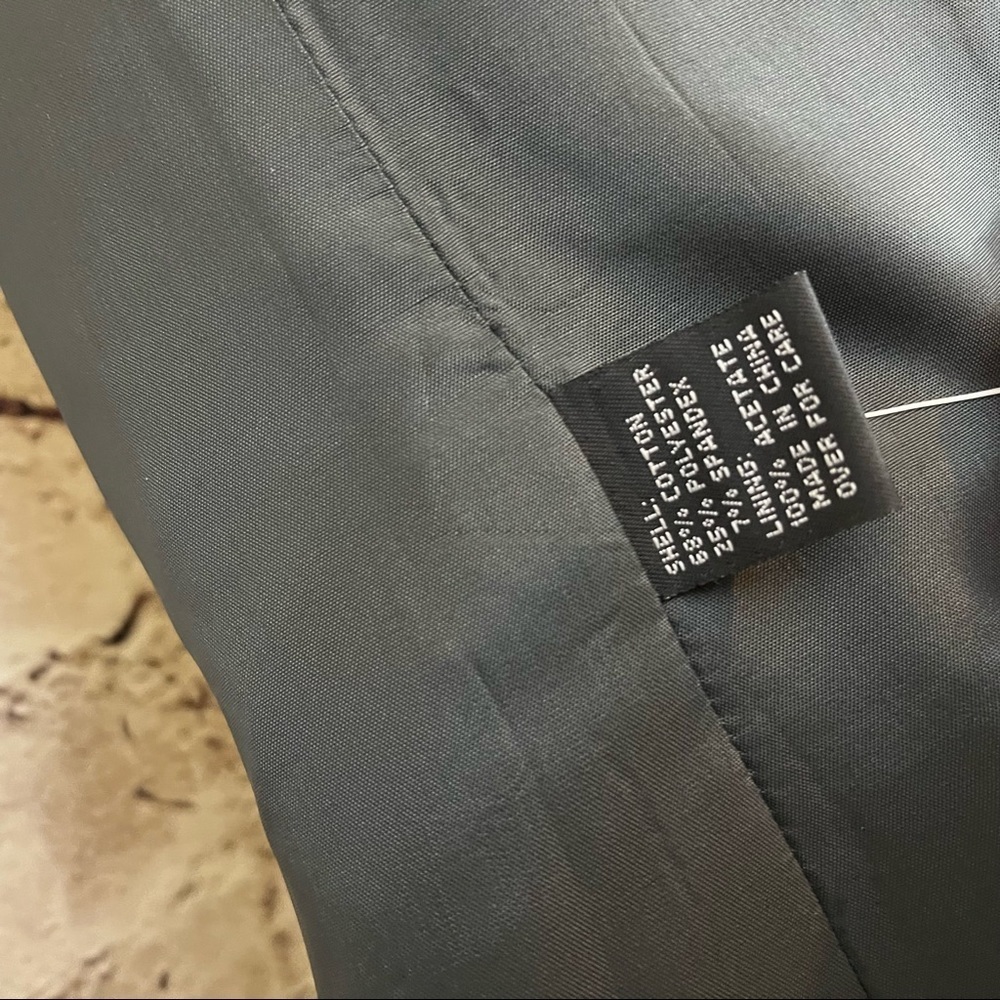 SHELL:
68% COTTON
25% POLYESTER
7% SPANDEX
LINING:
100% ACETATE
MADE IN CHINA
OVER FOR CARE